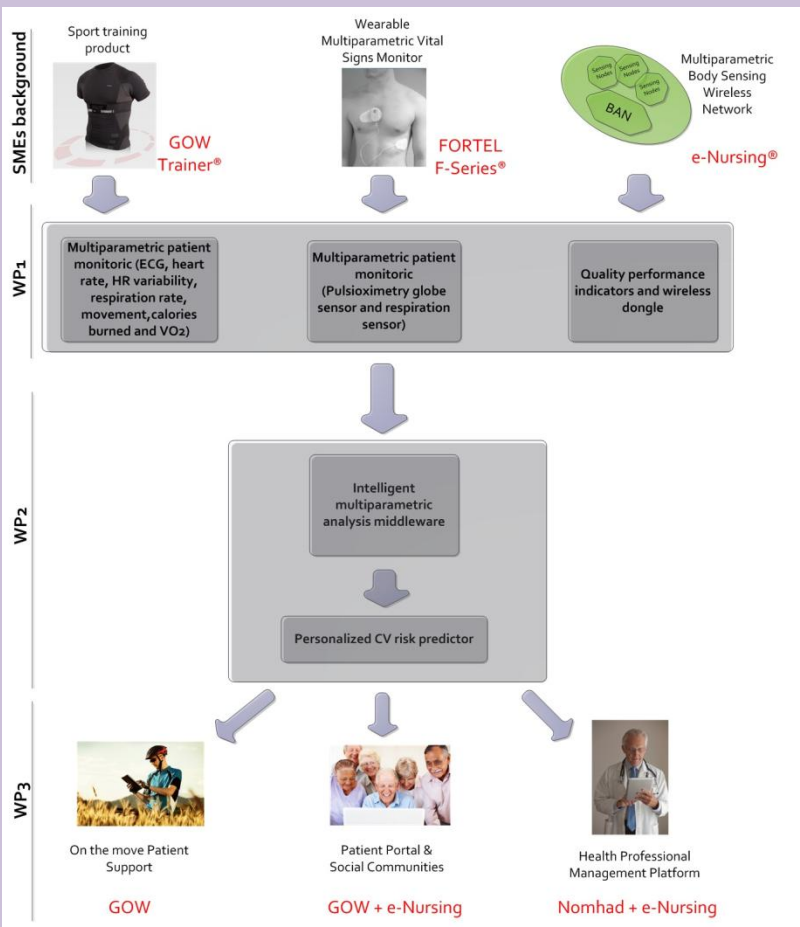 SMEs background
Sport training
product
GOW
Trainer®
Wearable
Multiparametric Vital
Signs Monitor
FORTEL
F-Series®
Sensing
Nodes
Sensing
Nodes
Sensing
Nodes
BAN
Multiparametric
Body Sensing
Wireless
Network
e-Nursing®
WP1
Multiparametric patient
monitoric (ECG, heart
rate, HR variability,
respiration rate,
movement,calories
burned and VO2)
Multiparametric patient
monitoric
(Pulsioximetry globe
sensor and respiration
sensor)
Quality performance
indicators and wireless
dongle
WP2
Intelligent
multiparametric
analysis middleware
Personalized CV risk predictor
WP3
On the move Patient
Support
GOW
Patient Portal &
Social Communities
GOW + e-Nursing
Health Professional
Management Platform
Nomhad + e-Nursing